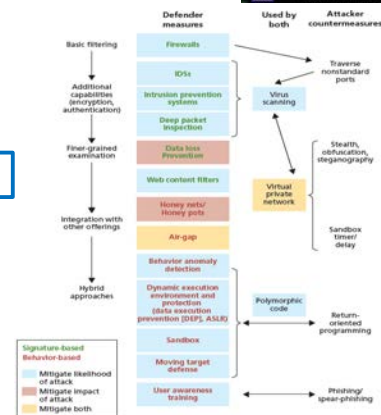 Defender
measures
Used by
both
Attacker
countermeasures
Basic filtering
Firewalls
Traverse
nonstandard
ports
IDSs
Additional
capabilities
(encryption,
authentication)
Intrusion prevention
systems
Virus
scanning
Deep packet
inspection
Finer-grained
examination
Data loss
Prevention
Stealth,
obfuscation,
steganography
Web content filters
Virtual
private
network
Honey nets/
Honey pots
Integration with
other offerings
Air-gap
Sandbox
timer/
delay
Behavior anomaly
detection
Hybrid
approaches
Dynamic execution
environment and
protection
(data execution
prevention [DEP], ASLR)
Polymorphic
code
Return-
oriented
programming
Sandbox
Moving target
defense
User awareness
training
Phishing/
spear-phishing
Signature-based
Behavior-based
Mitigate likelihood
of attack
Mitigate impact
of attack
Mitigate both